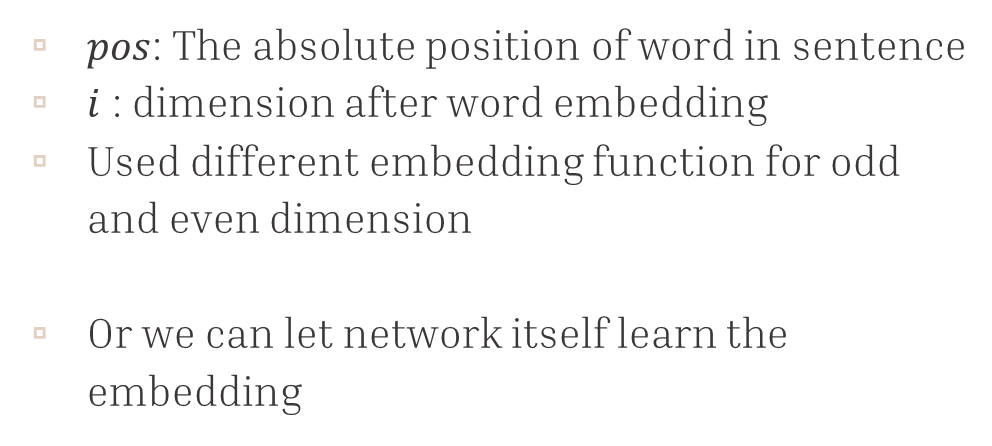 pos: The absolute position of word in sentence
i : dimension after word embedding
Used different embedding function for odd
and even dimension
Or we can let network itself learn the
embedding